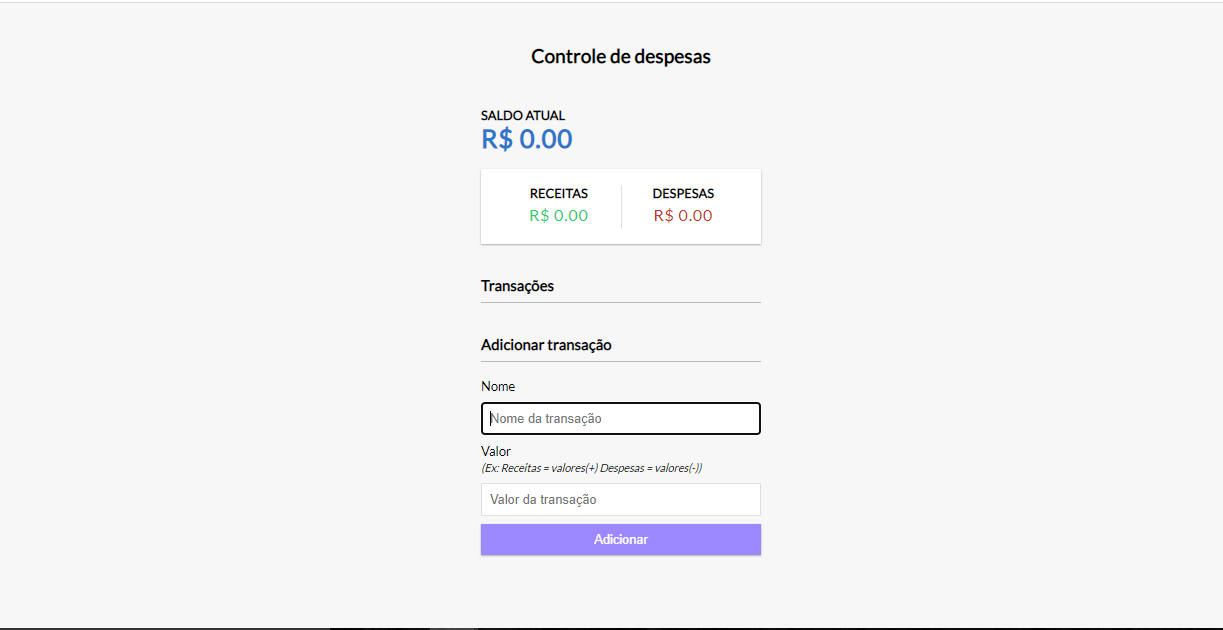 Controle de despesas
SALDO ATUAL
R$ 0.00
RECEITAS
R$ 0.00
DESPESAS
R$ 0.00
Transações
Adicionar transação
Nome
Nome da transação
Valor
(Ex: Receitas = valores(+) Despesas = valores(-))
Valor da transação
Adicionar